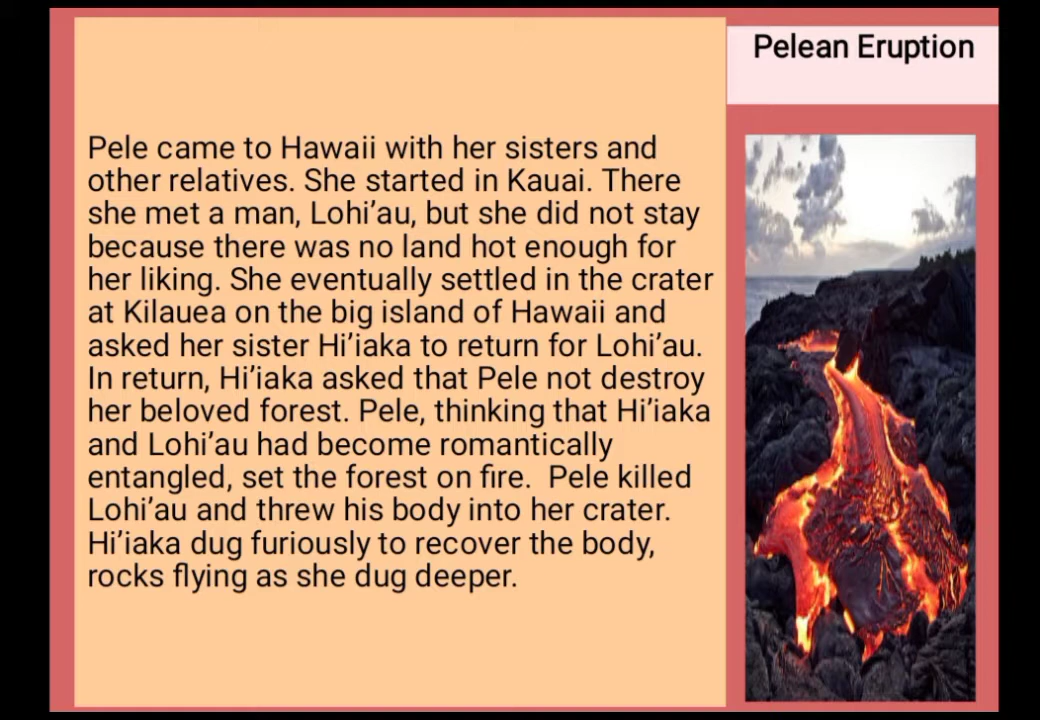 Pelean Eruption
Pele came to Hawaii with her sisters and
other relatives. She started in Kauai. There
she met a man, Lohi’au, but she did not stay
because there was no land hot enough for
her liking. She eventually settled in the crater
at Kilauea on the big island of Hawaii and
asked her sister Hi’iaka to return for Lohi’au.
In return, Hi’iaka asked that Pele not destroy
her beloved forest. Pele, thinking that Hi’iaka
and Lohi’au had become romantically
entangled, set the forest on fire.  Pele killed
Lohi’au and threw his body into her crater.
Hi’iaka dug furiously to recover the body,
rocks flying as she dug deeper.